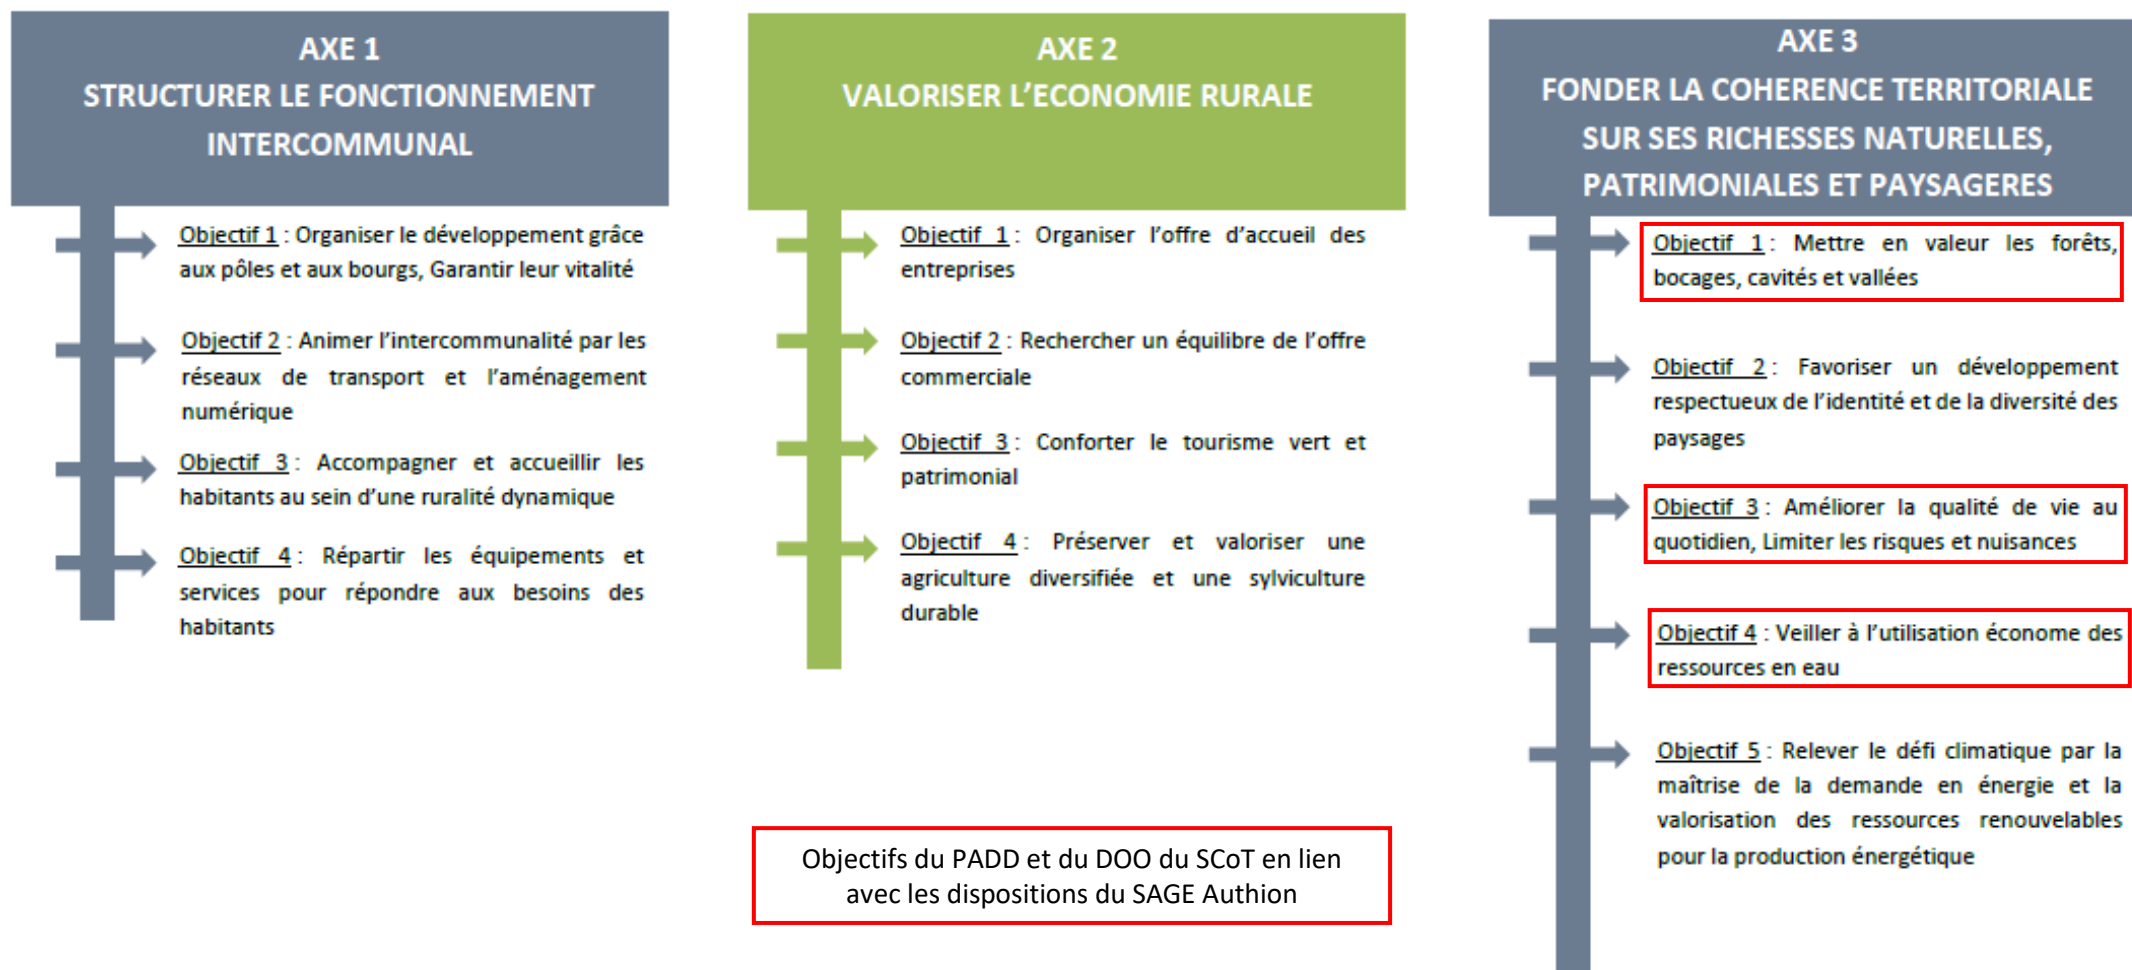 AXE 1
STRUCTURER LE FONCTIONNEMENT
INTERCOMMUNAL
Objectif 1 : Organiser le développement grâce
aux pôles et aux bourgs, Garantir leur vitalité
Objectif 2 : Animer l'intercommunalité par les
réseaux de transport et l'aménagement
numérique
Objectif 3 : Accompagner et accueillir les
habitants au sein d'une ruralité dynamique
Objectif 4 : Répartir les équipements et
services pour répondre aux besoins des
habitants
AXE 2
VALORISER L'ECONOMIE RURALE
Objectif 1 : Organiser l'offre d'accueil des
entreprises
Objectif 2 : Rechercher un équilibre de l'offre
commerciale
Objectif 3 : Conforter le tourisme vert et
patrimonial
Objectif 4 : Préserver et valoriser une
agriculture diversifiée et une sylviculture
durable
Objectifs du PADD et du DOO du SCoT en lien
avec les dispositions du SAGE Authion
AXE 3
FONDER LA COHERENCE TERRITORIALE
SUR SES RICHESSES NATURELLES,
PATRIMONIALES ET PAYSAGERES
Objectif 1 : Mettre en valeur les forêts,
bocages, cavités et vallées
Objectif 2 : Favoriser un développement
respectueux de l'identité et de la diversité des
paysages
Objectif 3 : Améliorer la qualité de vie au
quotidien, Limiter les risques et nuisances
Objectif 4 : Veiller à l'utilisation économe des
ressources en eau
Objectif 5 : Relever le défi climatique par la
maîtrise de la demande en énergie et la
valorisation des ressources renouvelables
pour la production énergétique